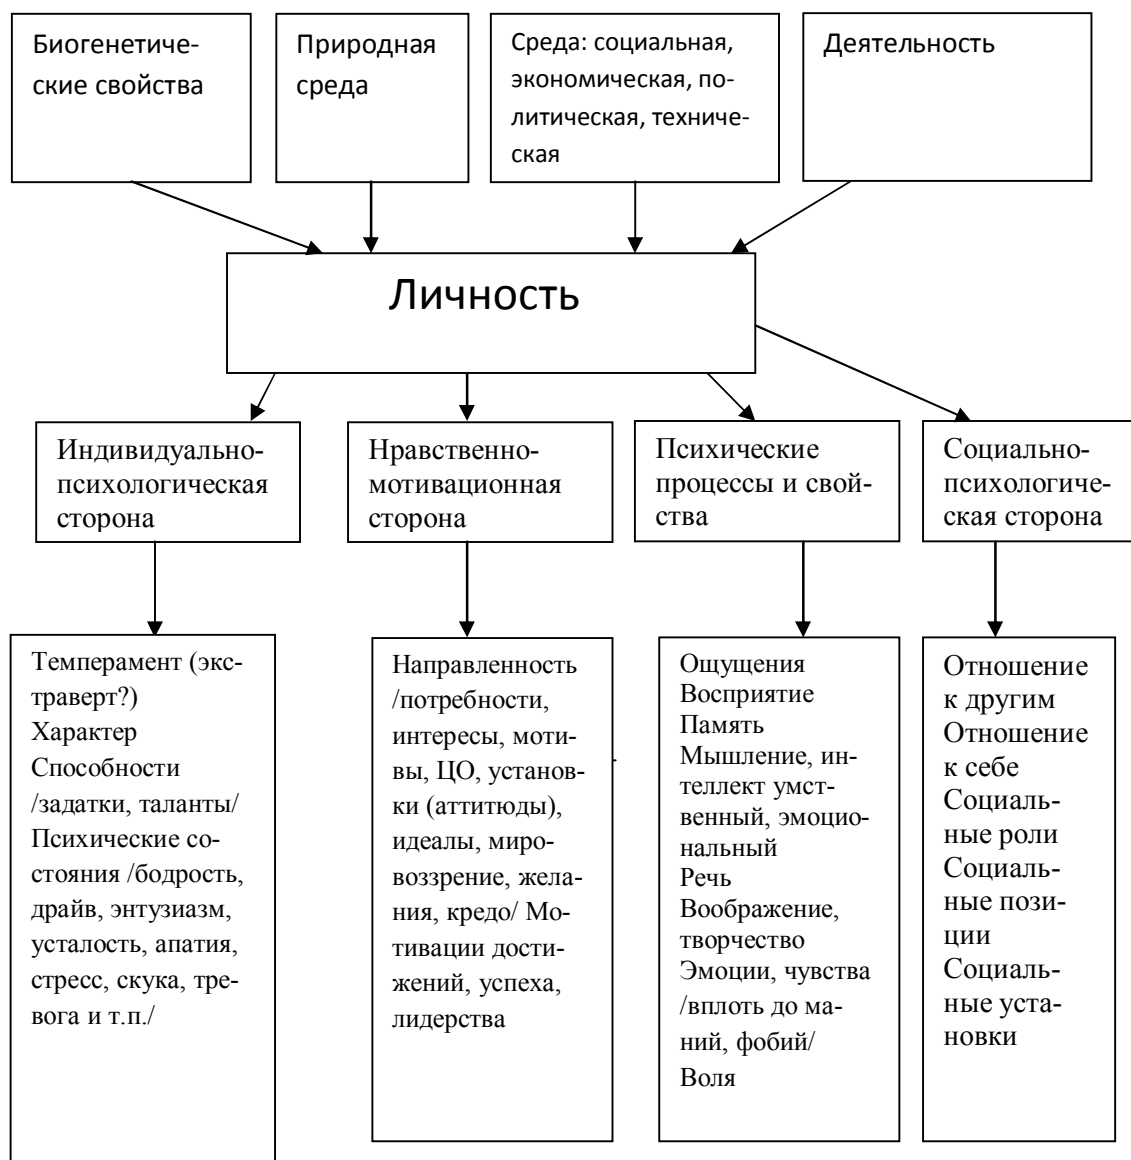 Биогенетиче-
ские свойства
Природная
среда
Среда: социальная,
экономическая, по-
литическая, техниче-
ская
Деятельность
Личность
Индивидуально-
психологическая
сторона
Нравственно-
мотивационная
сторона
Психические
процессы и свой-
ства
Социально-
психологиче-
ская сторона
Темперамент (экс-
траверт?)
Характер
Способности
/задатки, таланты/
Психические со-
стояния /бодрость,
драйв, энтузиазм,
усталость, апатия,
стресс, скука, тре-
вога и т.п./
Направленность
/потребности,
интересы, моти-
вы, ЦО, установ-
ки (аттитюды),
идеалы, миро-
воззрение, жела-
ния, кредо/ Мо-
тивации дости-
жений, успеха,
лидерства
Ощущения
Восприятие
Память
Мышление, ин-
теллект умст-
венный, эмоцио-
нальный
Речь
Воображение,
творчество
Эмоции, чувства
/вплоть до ма-
ний, фобий/
Воля
Отношение
к другим
Отношение
к себе
Социаль-
ные роли
Социаль-
ные пози-
ции
Социаль-
ные уста-
новки